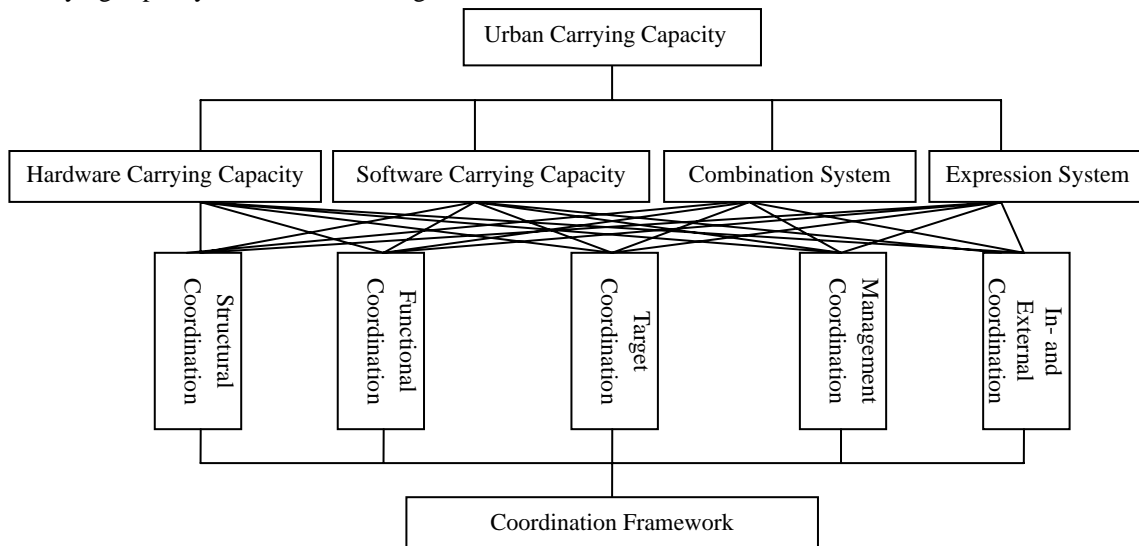 Urban Carrying Capacity
Hardware Carrying Capacity
Software Carrying Capacity
Combination System
Expression System
Structural
Coordination
Functional
Coordination
Target
Coordination
Management
Coordination
In- and
External
Coordination
Coordination Framework